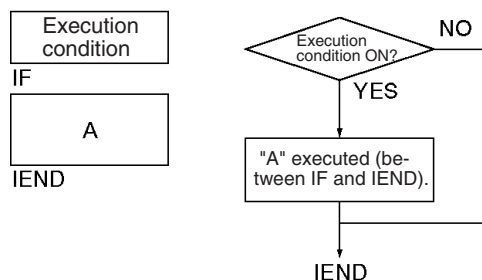 Execution
condition
IF
A
IEND
Execution
condition ON?
NO
YES
"A" executed (be-
tween IF and IEND).
IEND